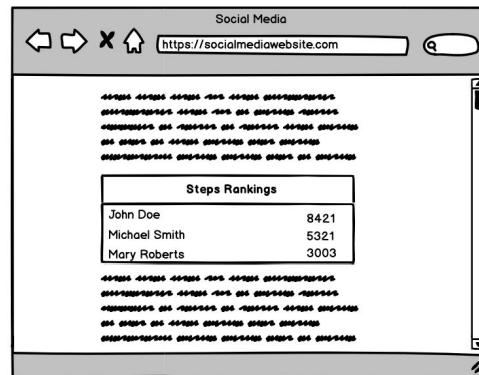 Social Media
https://socialmediawebsite.com
Steps Rankings
John Doe 8421
Michael Smith 5321
Mary Roberts 3003